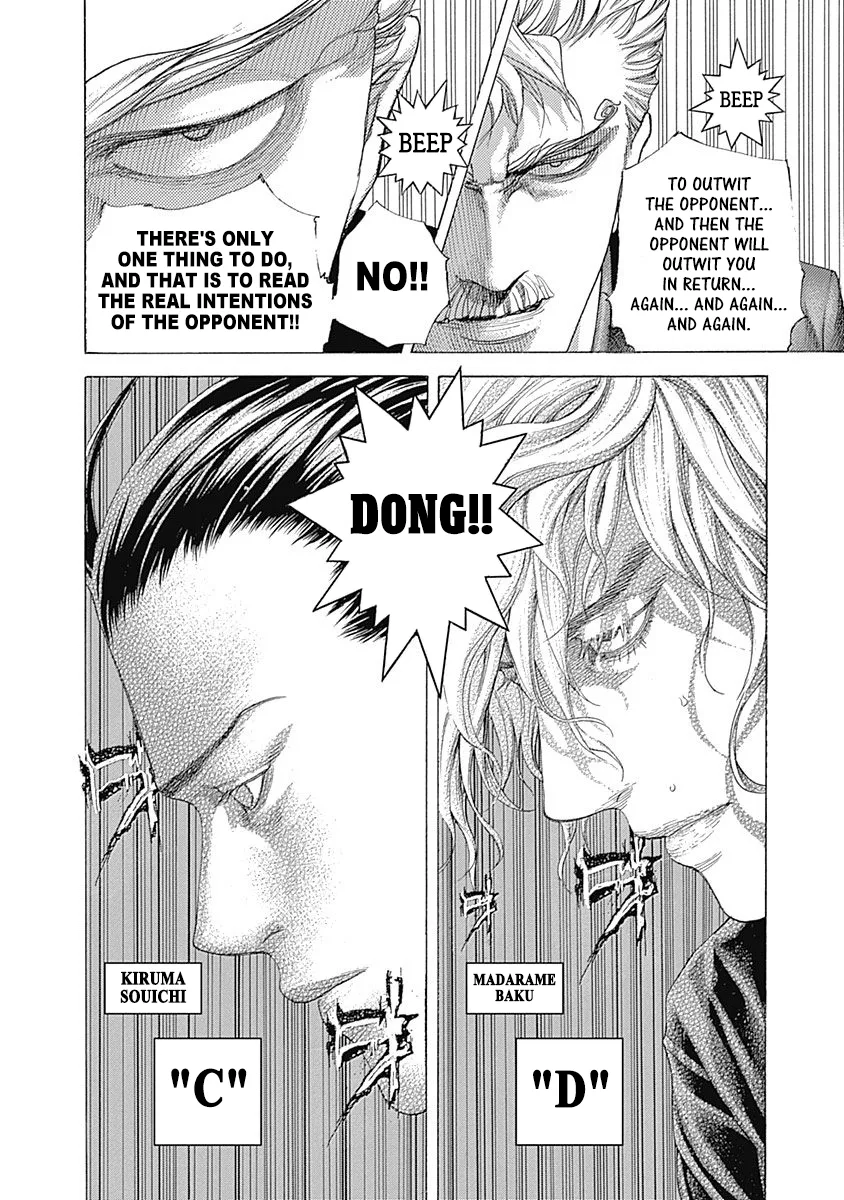 BEEP
TO OUTWIT
THE OPPONENT...
AND THEN THE
OPPONENT WILL
OUTWIT YOU
IN RETURN...
AGAIN... AND AGAIN...
AND AGAIN.
BEEP
NO!!
THERE'S ONLY
ONE THING TO DO,
AND THAT IS TO READ
THE REAL INTENTIONS
OF THE OPPONENT!!
DONG!!
MADARAME
BAKU
"D"
KIRUMA
SOUICHI
"C"